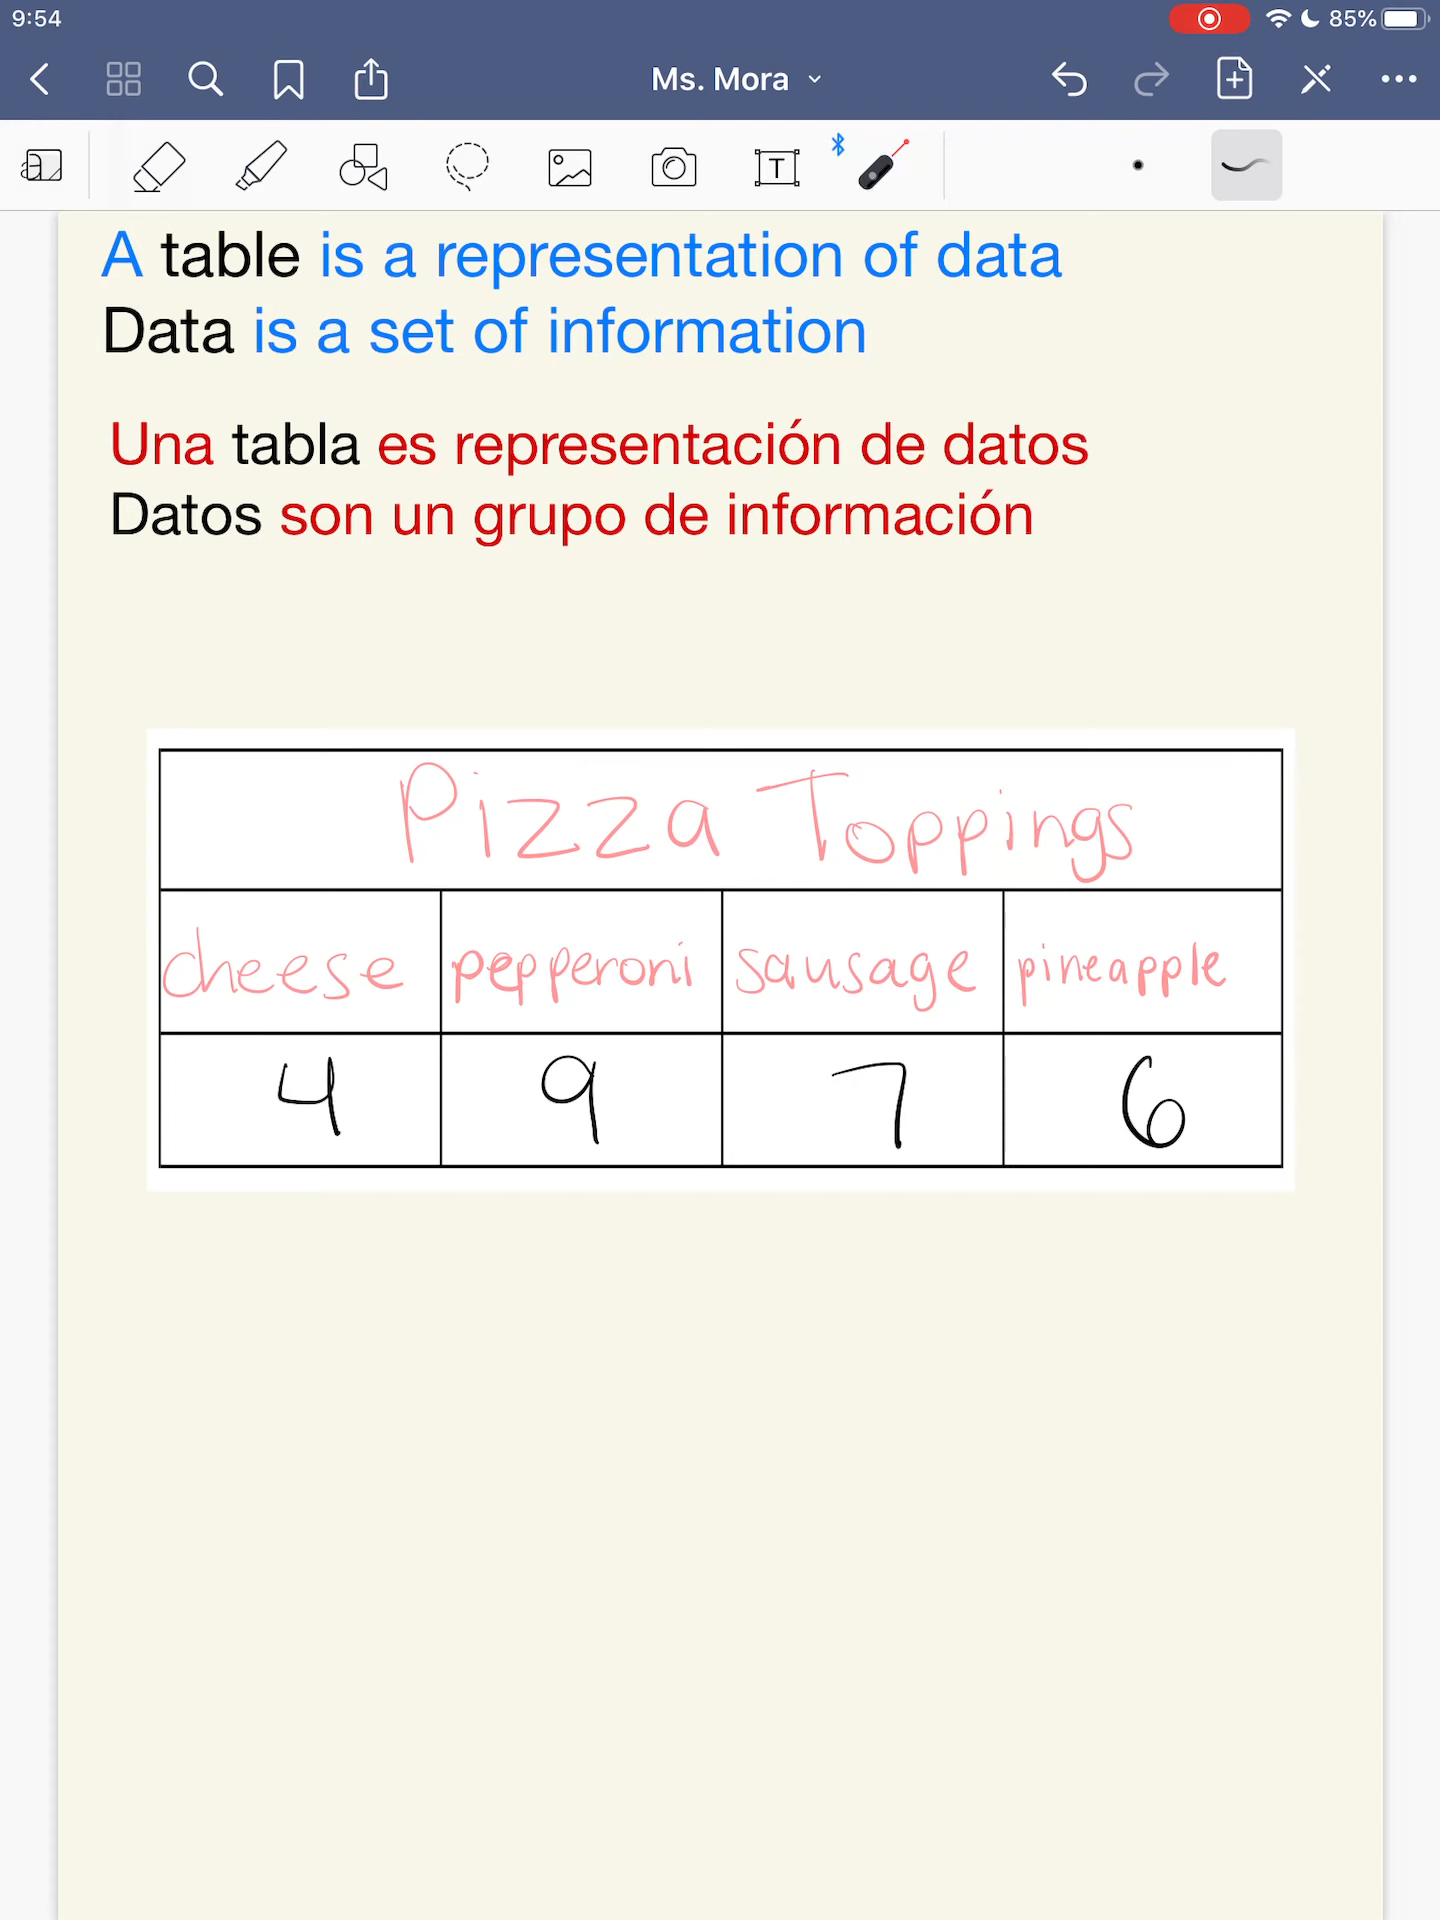 9:54
85%
Ms. Mora
a
T
A table is a representation of data
Data is a set of information
Una tabla es representación de datos
Datos son un grupo de información
Pizza Toppings
cheese pepperoni sausage pineapple
4 9 7 6